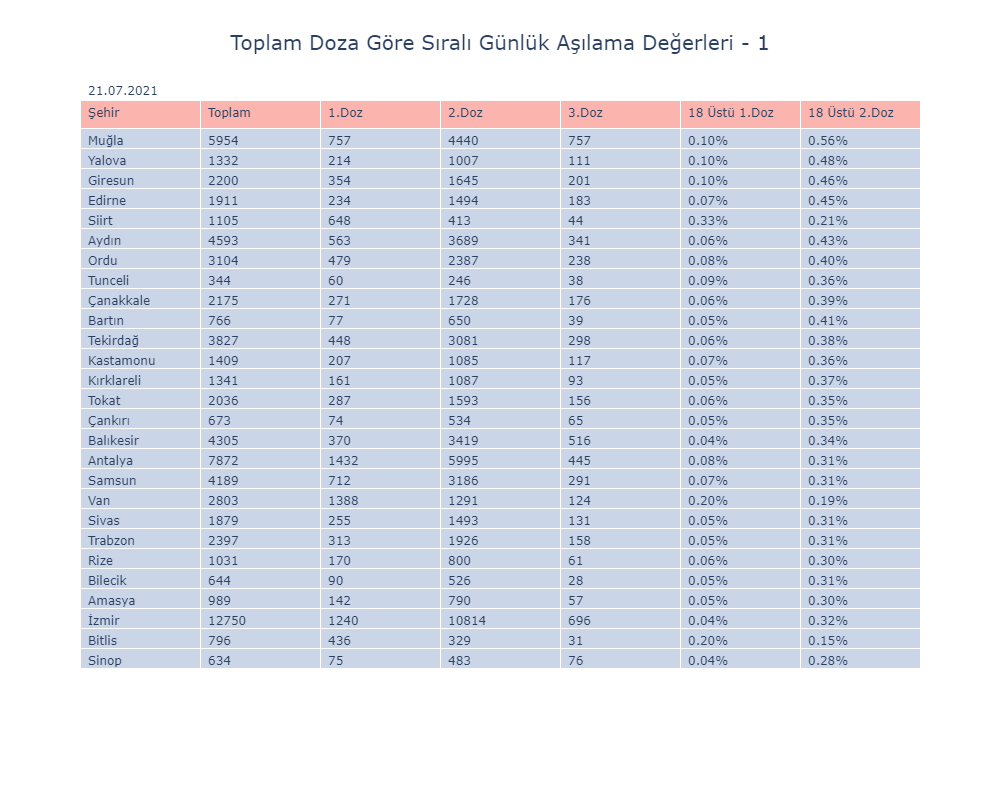 Toplam Doza Göre Sıralı Günlük Aşılama Değerleri - 1
21.07.2021
Şehir Toplam 1.Doz 2.Doz 3.Doz 18 Üstü 1.Doz 18 Üstü 2.Doz
Muğla 5954 757 4440 757 0.10% 0.56%
Yalova 1332 214 1007 111 0.10% 0.48%
Giresun 2200 354 1645 201 0.10% 0.46%
Edirne 1911 234 1494 183 0.07% 0.45%
Siirt 1105 648 413 44 0.33% 0.21%
Aydın 4593 563 3689 341 0.06% 0.43%
Ordu 3104 479 2387 238 0.08% 0.40%
Tunceli 344 60 246 38 0.09% 0.36%
Çanakkale 2175 271 1728 176 0.06% 0.39%
Bartın 766 77 650 39 0.05% 0.41%
Tekirdağ 3827 448 3081 298 0.06% 0.38%
Kastamonu 1409 207 1085 117 0.07% 0.36%
Kırklareli 1341 161 1087 93 0.05% 0.37%
Tokat 2036 287 1593 156 0.06% 0.35%
Çankırı 673 74 534 65 0.05% 0.35%
Balıkesir 4305 370 3419 516 0.04% 0.34%
Antalya 7872 1432 5995 445 0.08% 0.31%
Samsun 4189 712 3186 291 0.07% 0.31%
Van 2803 1388 1291 124 0.20% 0.19%
Sivas 1879 255 1493 131 0.05% 0.31%
Trabzon 2397 313 1926 158 0.05% 0.31%
Rize 1031 170 800 61 0.06% 0.30%
Bilecik 644 90 526 28 0.05% 0.31%
Amasya 989 142 790 57 0.05% 0.30%
İzmir 12750 1240 10814 696 0.04% 0.32%
Bitlis 796 436 329 31 0.20% 0.15%
Sinop 634 75 483 76 0.04% 0.28%